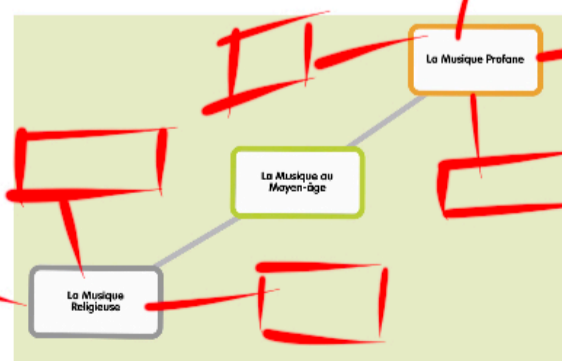 La Musique Profane
La Musique au
Moyen-âge
La Musique
Religieuse